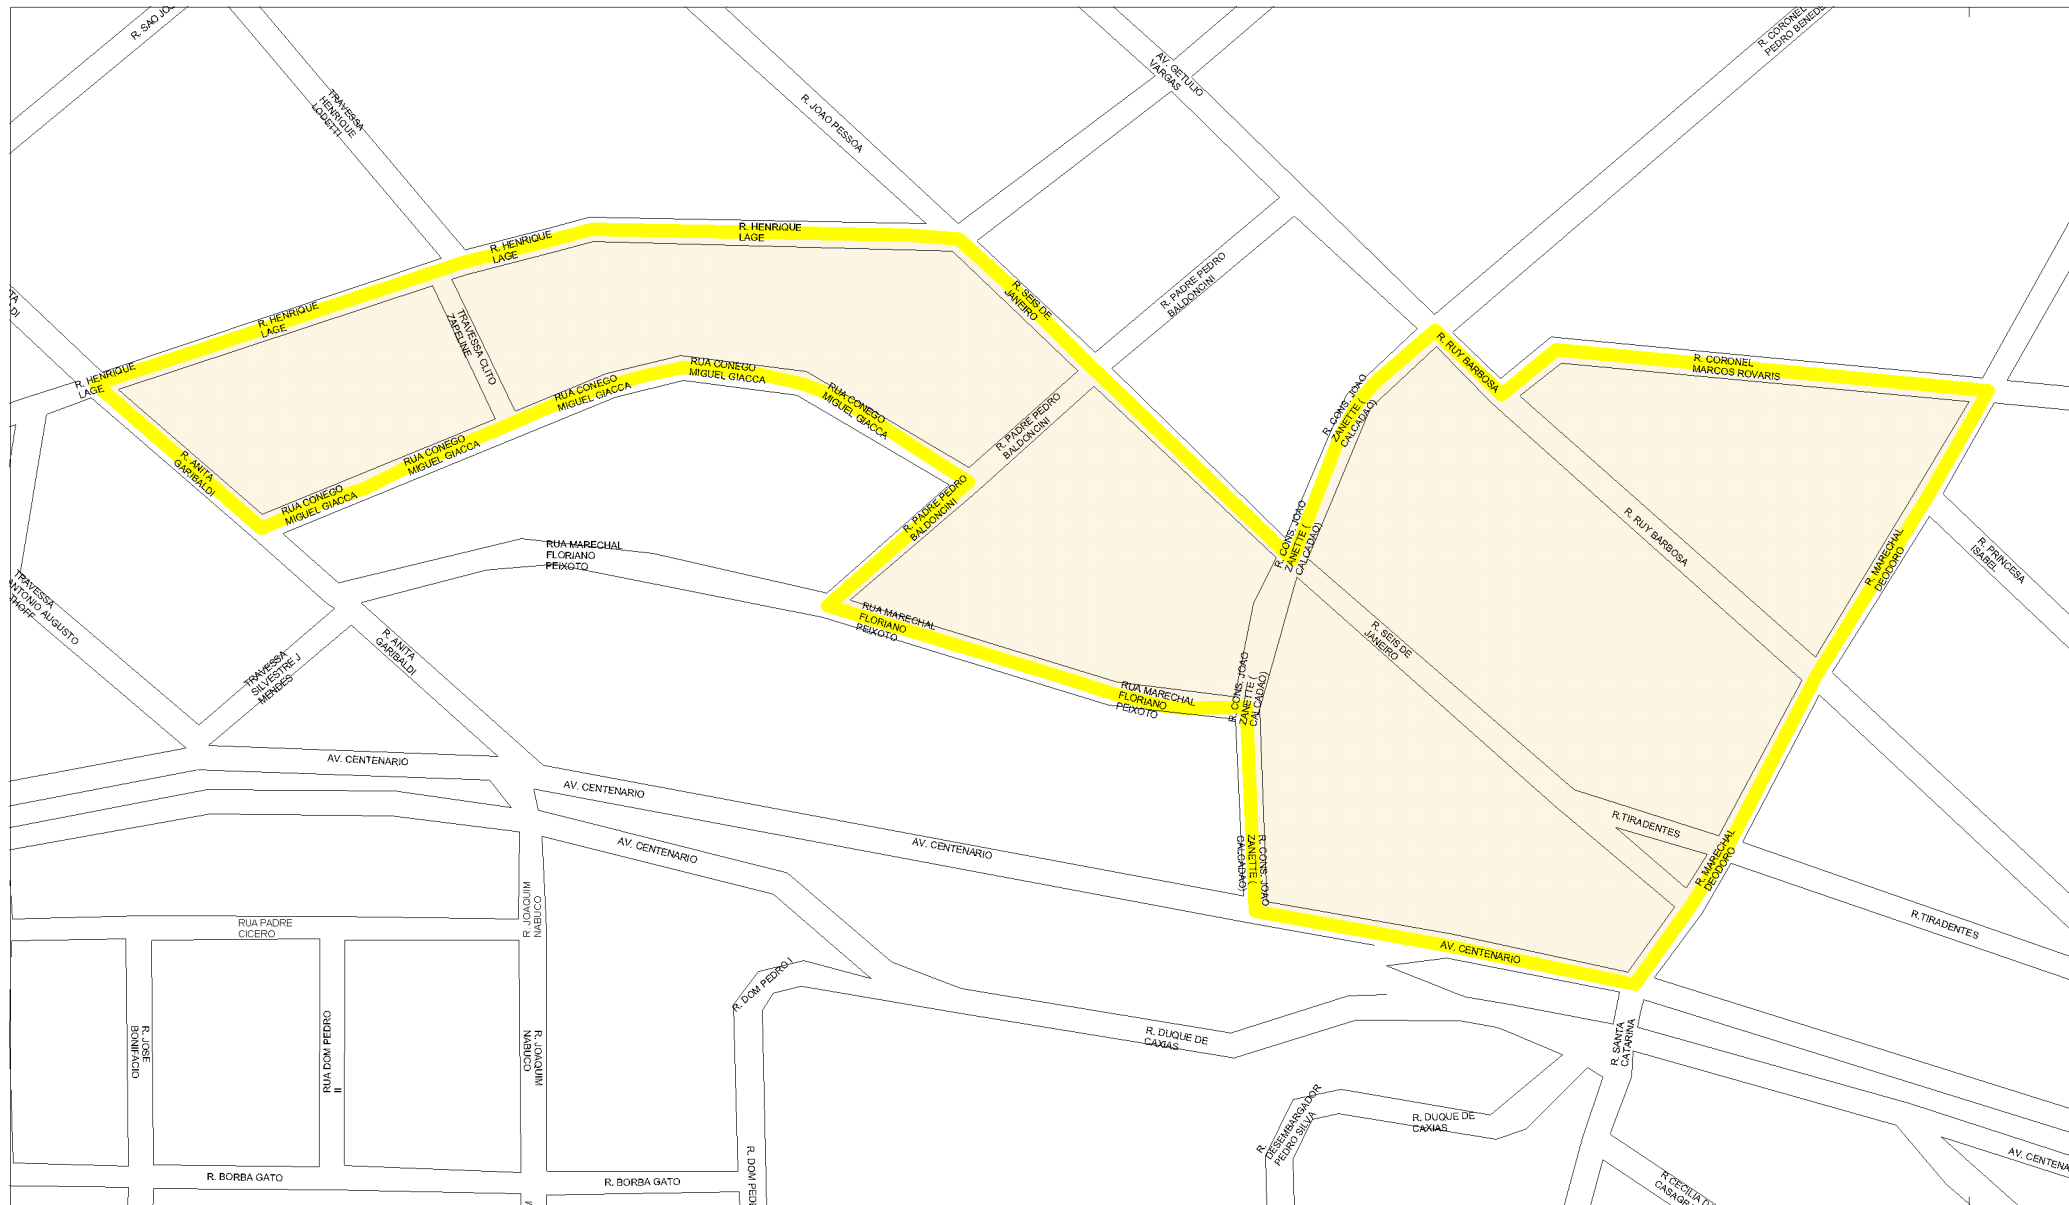 R. SAO JO
TRAVESSA
HENRIQUE
LODETTI
R. JOAO PESSOA
AV. GETULIO
VARGAS
R. CORONEL
PEDRO BENEDE
R. HENRIQUE
LAGE
R. HENRIQUE
LAGE
R. HENRIQUE
LAGE
R. HENRIQUE
LAGE
R. SEIS DE
JANEIRO
R. PADRE PEDRO
BALDONCINI
TRAVESSA CLITO
ZAPELINE
RUA CONEGO
MIGUEL GIACCA
RUA CONEGO
MIGUEL GIACCA
RUA CONEGO
MIGUEL GIACCA
RUA CONEGO
MIGUEL GIACCA
RUA CONEGO
MIGUEL GIACCA
R. ANITA
GARIBALDI
R. PADRE PEDRO
BALDONCINI
R. PADRE PEDRO
BALDONCINI
R. CONS. JOAO
ZANETTE (
CALCADAO)
R. RUY BARBOSA
R. CORONEL
MARCOS ROVARIS
R. CONS. JOAO
ZANETTE (
CALCADAO)
R. RUY BARBOSA
R. MARECHAL
DEODORO
R. PRINCESA
ISABEL
RUA MARECHAL
FLORIANO
PEIXOTO
RUA MARECHAL
FLORIANO
PEIXOTO
RUA MARECHAL
FLORIANO
PEIXOTO
R. CONS. JOAO
ZANETTE (
CALCADAO)
R. SEIS DE
JANEIRO
TRAVESSA
ANTONIO AUGUSTO
THOFF
TRAVESSA
SILVESTRE J
MENDES
R. ANITA
GARIBALDI
AV. CENTENARIO
AV. CENTENARIO
AV. CENTENARIO
AV. CENTENARIO
R. CONS. JOAO
ZANETTE (
CALCADAO)
R.TIRADENTES
R. MARECHAL
DEODORO
R.TIRADENTES
AV. CENTENARIO
RUA PADRE
CICERO
R. JOAQUIM
NABUCO
R. DOM PEDRO I
R. JOSE
BONIFACIO
RUA DOM PEDRO
II
R. JOAQUIM
NABUCO
R. DUQUE DE
CAXIAS
R. SANTA
CATARINA
R. DUQUE DE
CAXIAS
R.
DESEMBARGADOR
PEDRO SILVA
R. BORBA GATO
R. BORBA GATO
R. DOM PED
R CECILIA D
CASAGR
AV. CENTENA